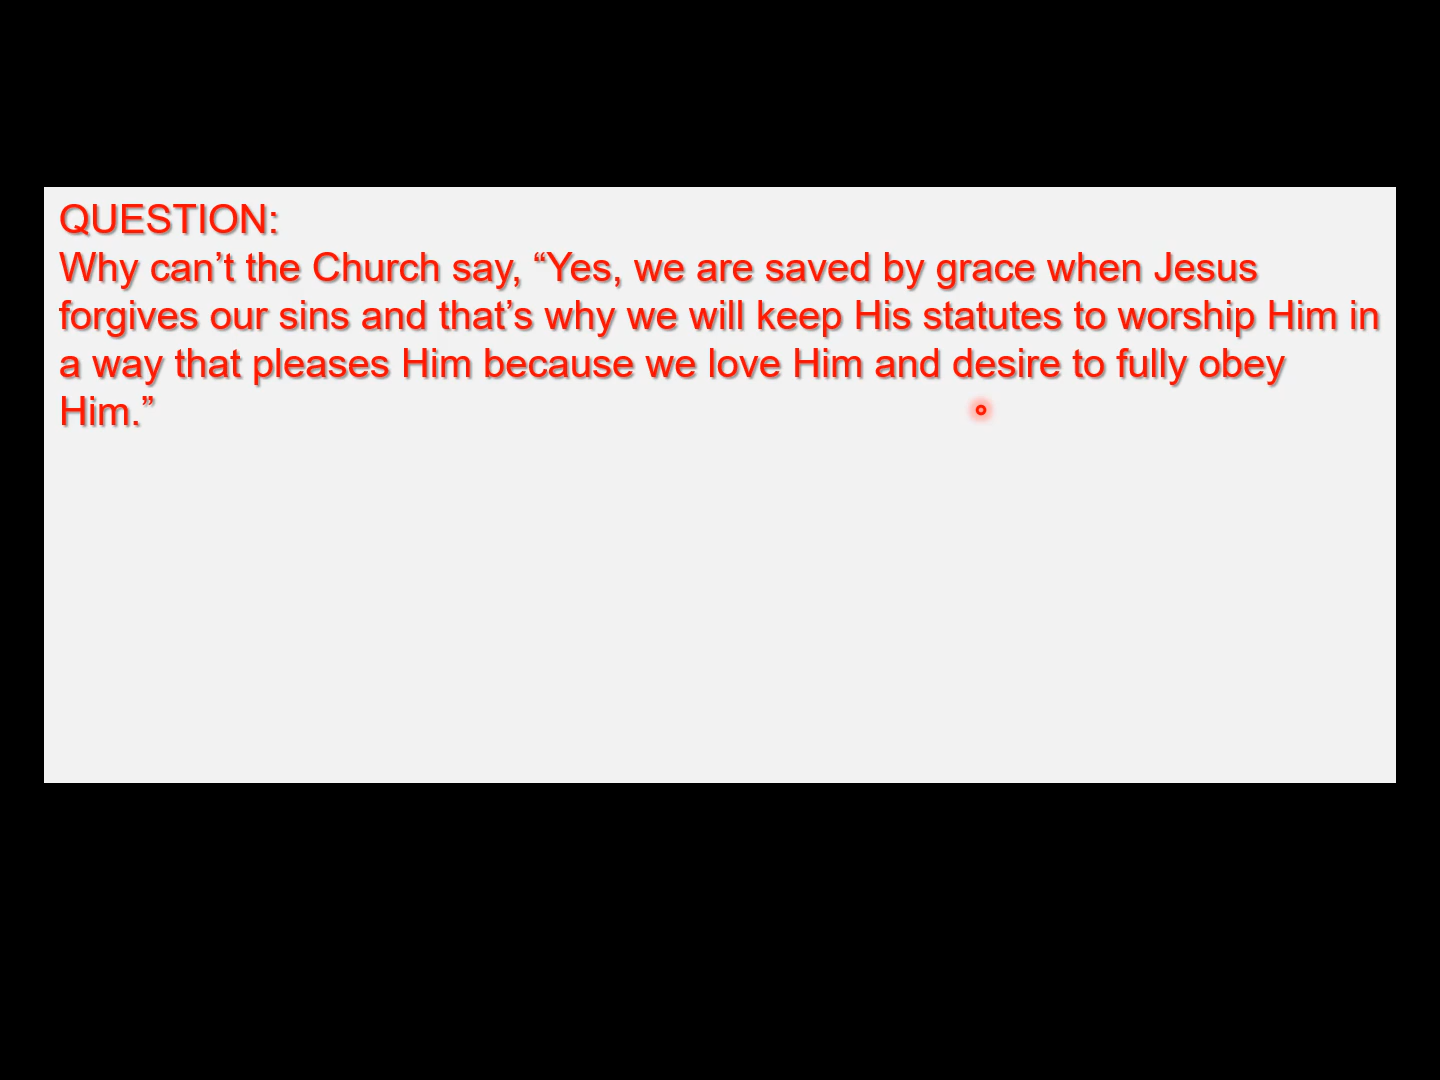 QUESTION:
Why can’t the Church say, “Yes, we are saved by grace when Jesus
forgives our sins and that’s why we will keep His statutes to worship Him in
a way that pleases Him because we love Him and desire to fully obey
Him.”